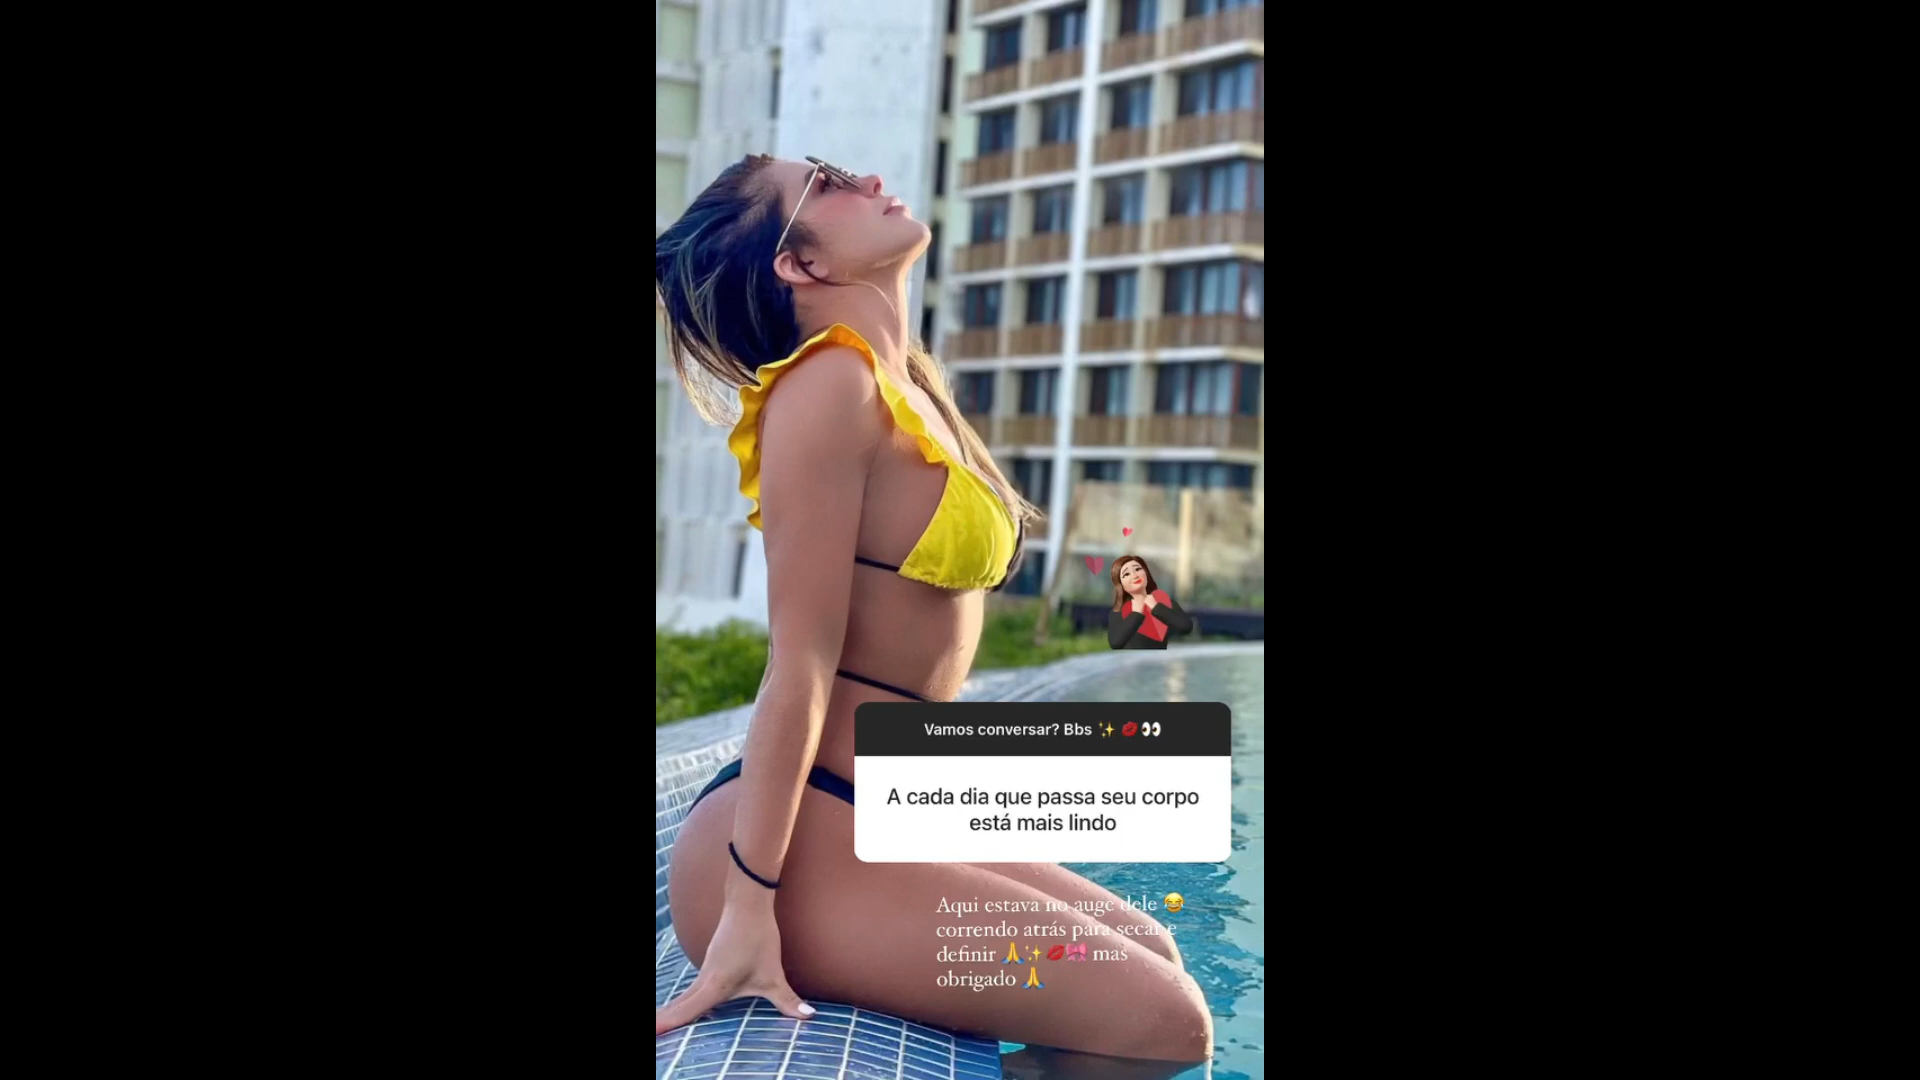 Vamos conversar? Bbs ✨ 💋👀
A cada dia que passa seu corpo
está mais lindo
Aqui estava no auge dele 😂
correndo atrás para secar e
definir 🙏✨💋🎀 mas
obrigado 🙏